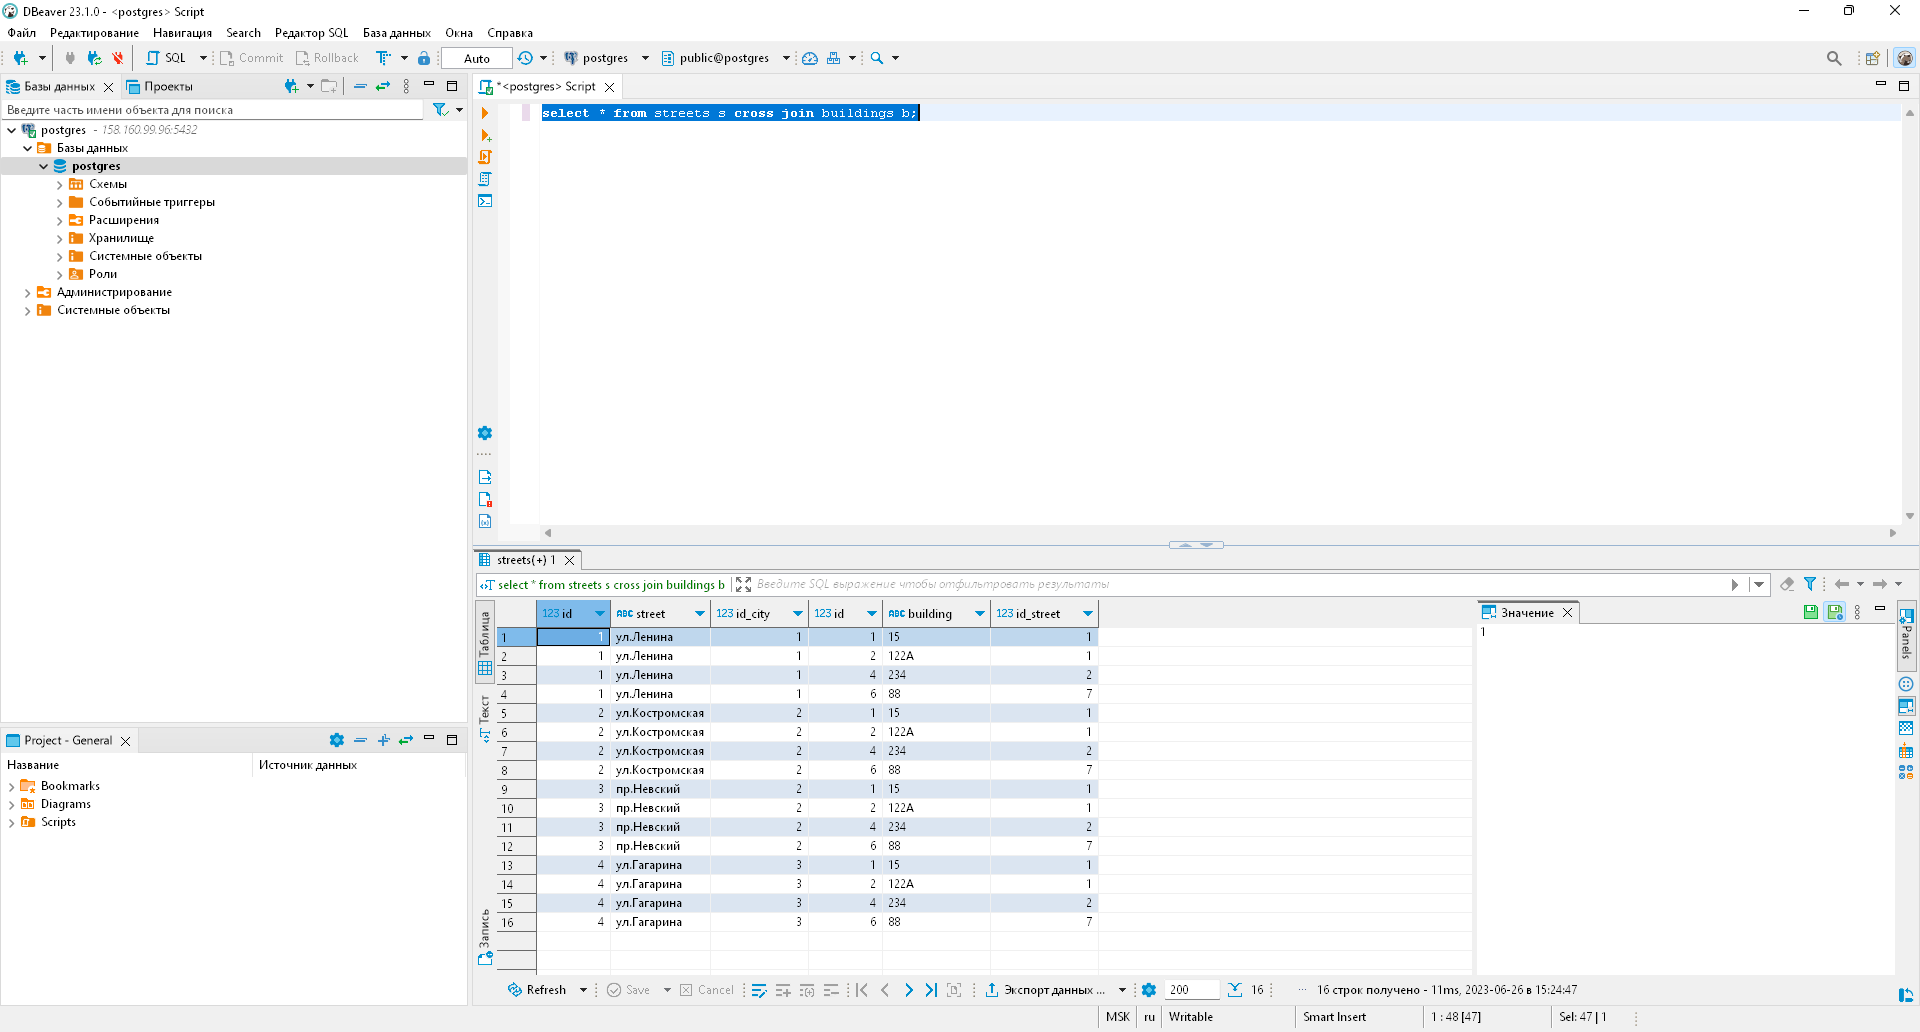 DBeaver 23.1.0 - <postgres> Script
Файл Редактирование Навигация Search Редактор SQL База данных Окна Справка
SQL Commit Rollback Auto postgres public@postgres
Базы данных Проекты
Введите часть имени объекта для поиска
postgres - 158.160.99.96:5432
Базы данных
postgres
Схемы
Событийные триггеры
Расширения
Хранилище
Системные объекты
Роли
Администрирование
Системные объекты
Project - General
Название Источник данных
Bookmarks
Diagrams
Scripts
*<postgres> Script
select * from streets s cross join buildings b;
streets(+) 1
select * from streets s cross join buildings b Введите SQL выражение чтобы отфильтровать результаты
Таблица
Текст
Запись
123 id ABC street 123 id_city 123 id ABC building 123 id_street
1 1 ул.Ленина 1 1 15 1
2 1 ул.Ленина 1 2 122А 1
3 1 ул.Ленина 1 4 234 2
4 1 ул.Ленина 1 6 88 7
5 2 ул.Костромская 2 1 15 1
6 2 ул.Костромская 2 2 122А 1
7 2 ул.Костромская 2 4 234 2
8 2 ул.Костромская 2 6 88 7
9 3 пр.Невский 2 1 15 1
10 3 пр.Невский 2 2 122А 1
11 3 пр.Невский 2 4 234 2
12 3 пр.Невский 2 6 88 7
13 4 ул.Гагарина 3 1 15 1
14 4 ул.Гагарина 3 2 122А 1
15 4 ул.Гагарина 3 4 234 2
16 4 ул.Гагарина 3 6 88 7
Значение
1
Panels
Refresh Save Cancel Экспорт данных ... 200 16 ... 16 строк получено - 11ms, 2023-06-26 в 15:24:47
MSK ru Writable Smart Insert 1 : 48 [47] Sel: 47 | 1